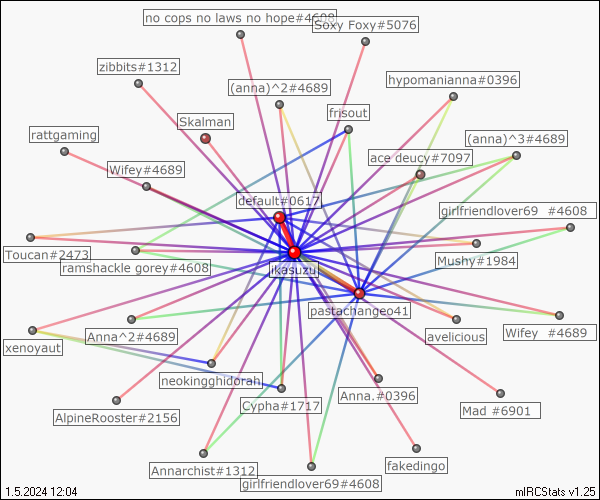 no cops no laws no hope#4608
Soxy Foxy#5076
zibbits#1312
hypomanianna#0396
(anna)^2#4689
frisout
Skalman
rattgaming
(anna)^3#4689
ace deucy#7097
Wifey#4689
default#0617
girlfriendlover69 #4608
Toucan#2473
Mushy#1984
ramshackle gorey#4608
ikasuzu
pastachangeo41
Anna^2#4689
avelicious
Wifey #4689
xenoyaut
neokingghidorah
Anna.#0396
Cypha#1717
Mad #6901
AlpineRooster#2156
Annarchist#1312
fakedingo
girlfriendlover69#4608
1.5.2024 12:04
mIRCStats v1.25